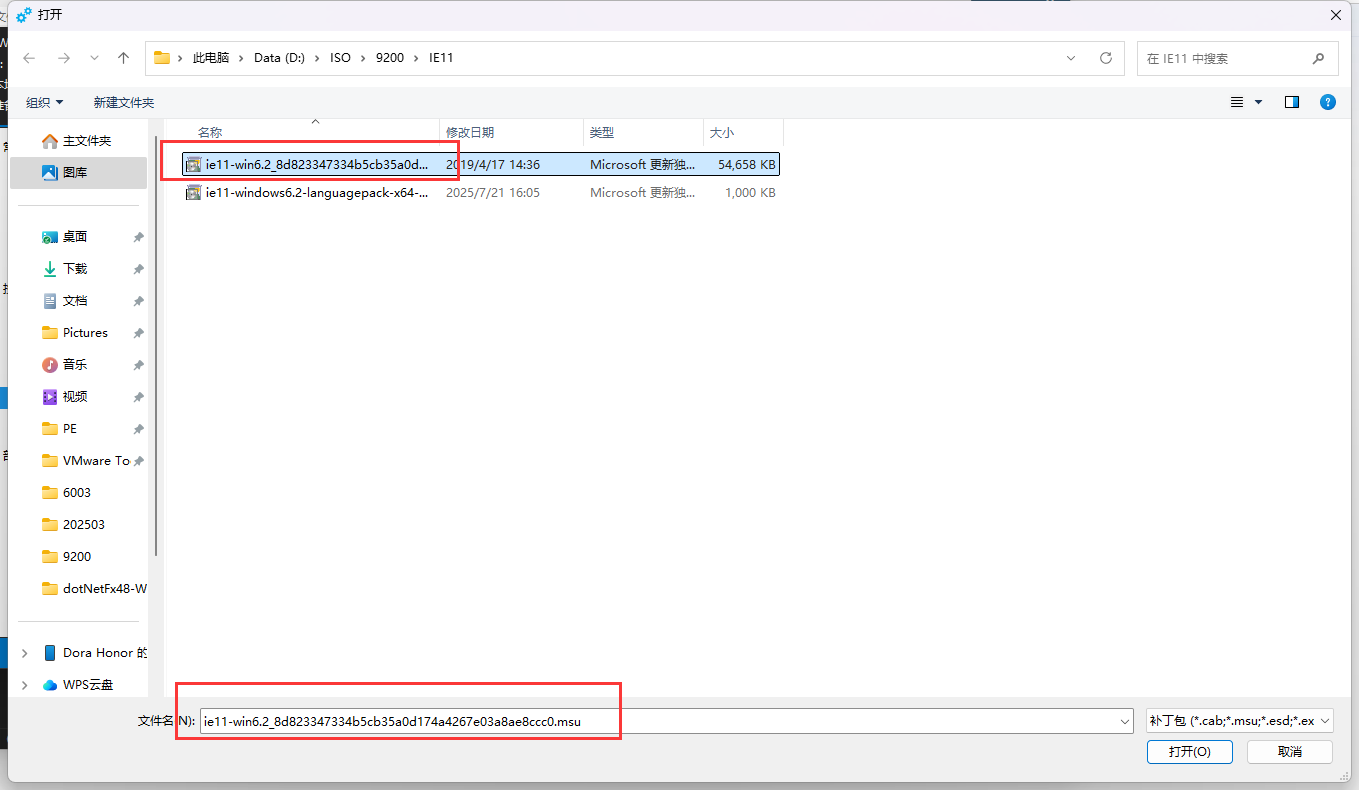 打开
此电脑 > Data (D:) > ISO > 9200 > IE11
在 IE11 中搜索
组织
新建文件夹
主文件夹
图库
桌面
下载
文档
Pictures
音乐
视频
PE
VMware To
6003
202503
9200
dotNetFx48-W
Dora Honor 的
WPS云盘
名称 修改日期 类型 大小
ie11-win6.2_8d823347334b5cb35a0d... 2019/4/17 14:36 Microsoft 更新独... 54,658 KB
ie11-windows6.2-languagepack-x64-... 2025/7/21 16:05 Microsoft 更新独... 1,000 KB
文件名 N): ie11-win6.2_8d823347334b5cb35a0d174a4267e03a8ae8ccc0.msu
补丁包 (*.cab;*.msu;*.esd;*.ex
打开(O)
取消